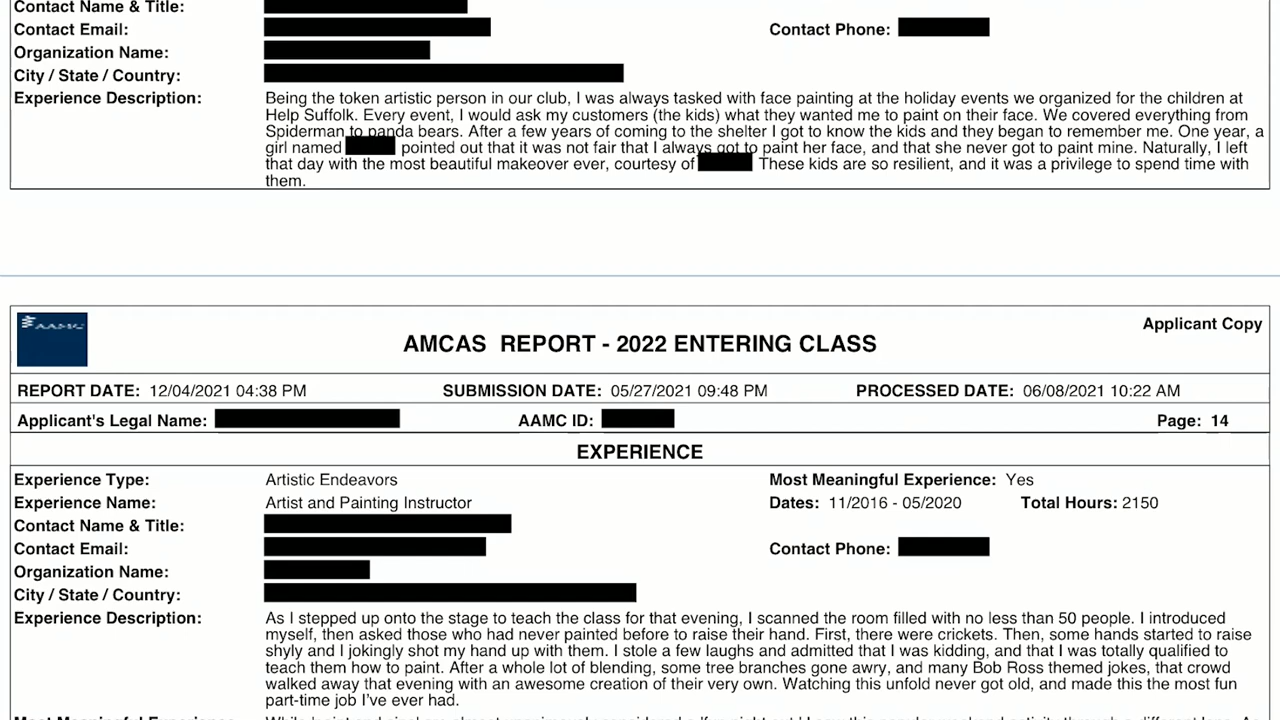 Contact Name & Title:
Contact Email: Contact Phone:
Organization Name:
City / State / Country:
Experience Description: Being the token artistic person in our club, I was always tasked with face painting at the holiday events we organized for the children at
Help Suffolk. Every event, I would ask my customers (the kids) what they wanted me to paint on their face. We covered everything from
Spiderman to panda bears. After a few years of coming to the shelter I got to know the kids and they began to remember me. One year, a
girl named pointed out that it was not fair that I always got to paint her face, and that she never got to paint mine. Naturally, I left
that day with the most beautiful makeover ever, courtesy of These kids are so resilient, and it was a privilege to spend time with
them.
AAMC
Applicant Copy
AMCAS REPORT - 2022 ENTERING CLASS
REPORT DATE: 12/04/2021 04:38 PM SUBMISSION DATE: 05/27/2021 09:48 PM PROCESSED DATE: 06/08/2021 10:22 AM
Applicant's Legal Name: AAMC ID: Page: 14
EXPERIENCE
Experience Type: Artistic Endeavors Most Meaningful Experience: Yes
Experience Name: Artist and Painting Instructor Dates: 11/2016 - 05/2020 Total Hours: 2150
Contact Name & Title:
Contact Email: Contact Phone:
Organization Name:
City / State / Country:
Experience Description: As I stepped up onto the stage to teach the class for that evening, I scanned the room filled with no less than 50 people. I introduced
myself, then asked those who had never painted before to raise their hand. First, there were crickets. Then, some hands started to raise
shyly and I jokingly shot my hand up with them. I stole a few laughs and admitted that I was kidding, and that I was totally qualified to
teach them how to paint. After a whole lot of blending, some tree branches gone awry, and many Bob Ross themed jokes, that crowd
walked away that evening with an awesome creation of their very own. Watching this unfold never got old, and made this the most fun
part-time job I've ever had.